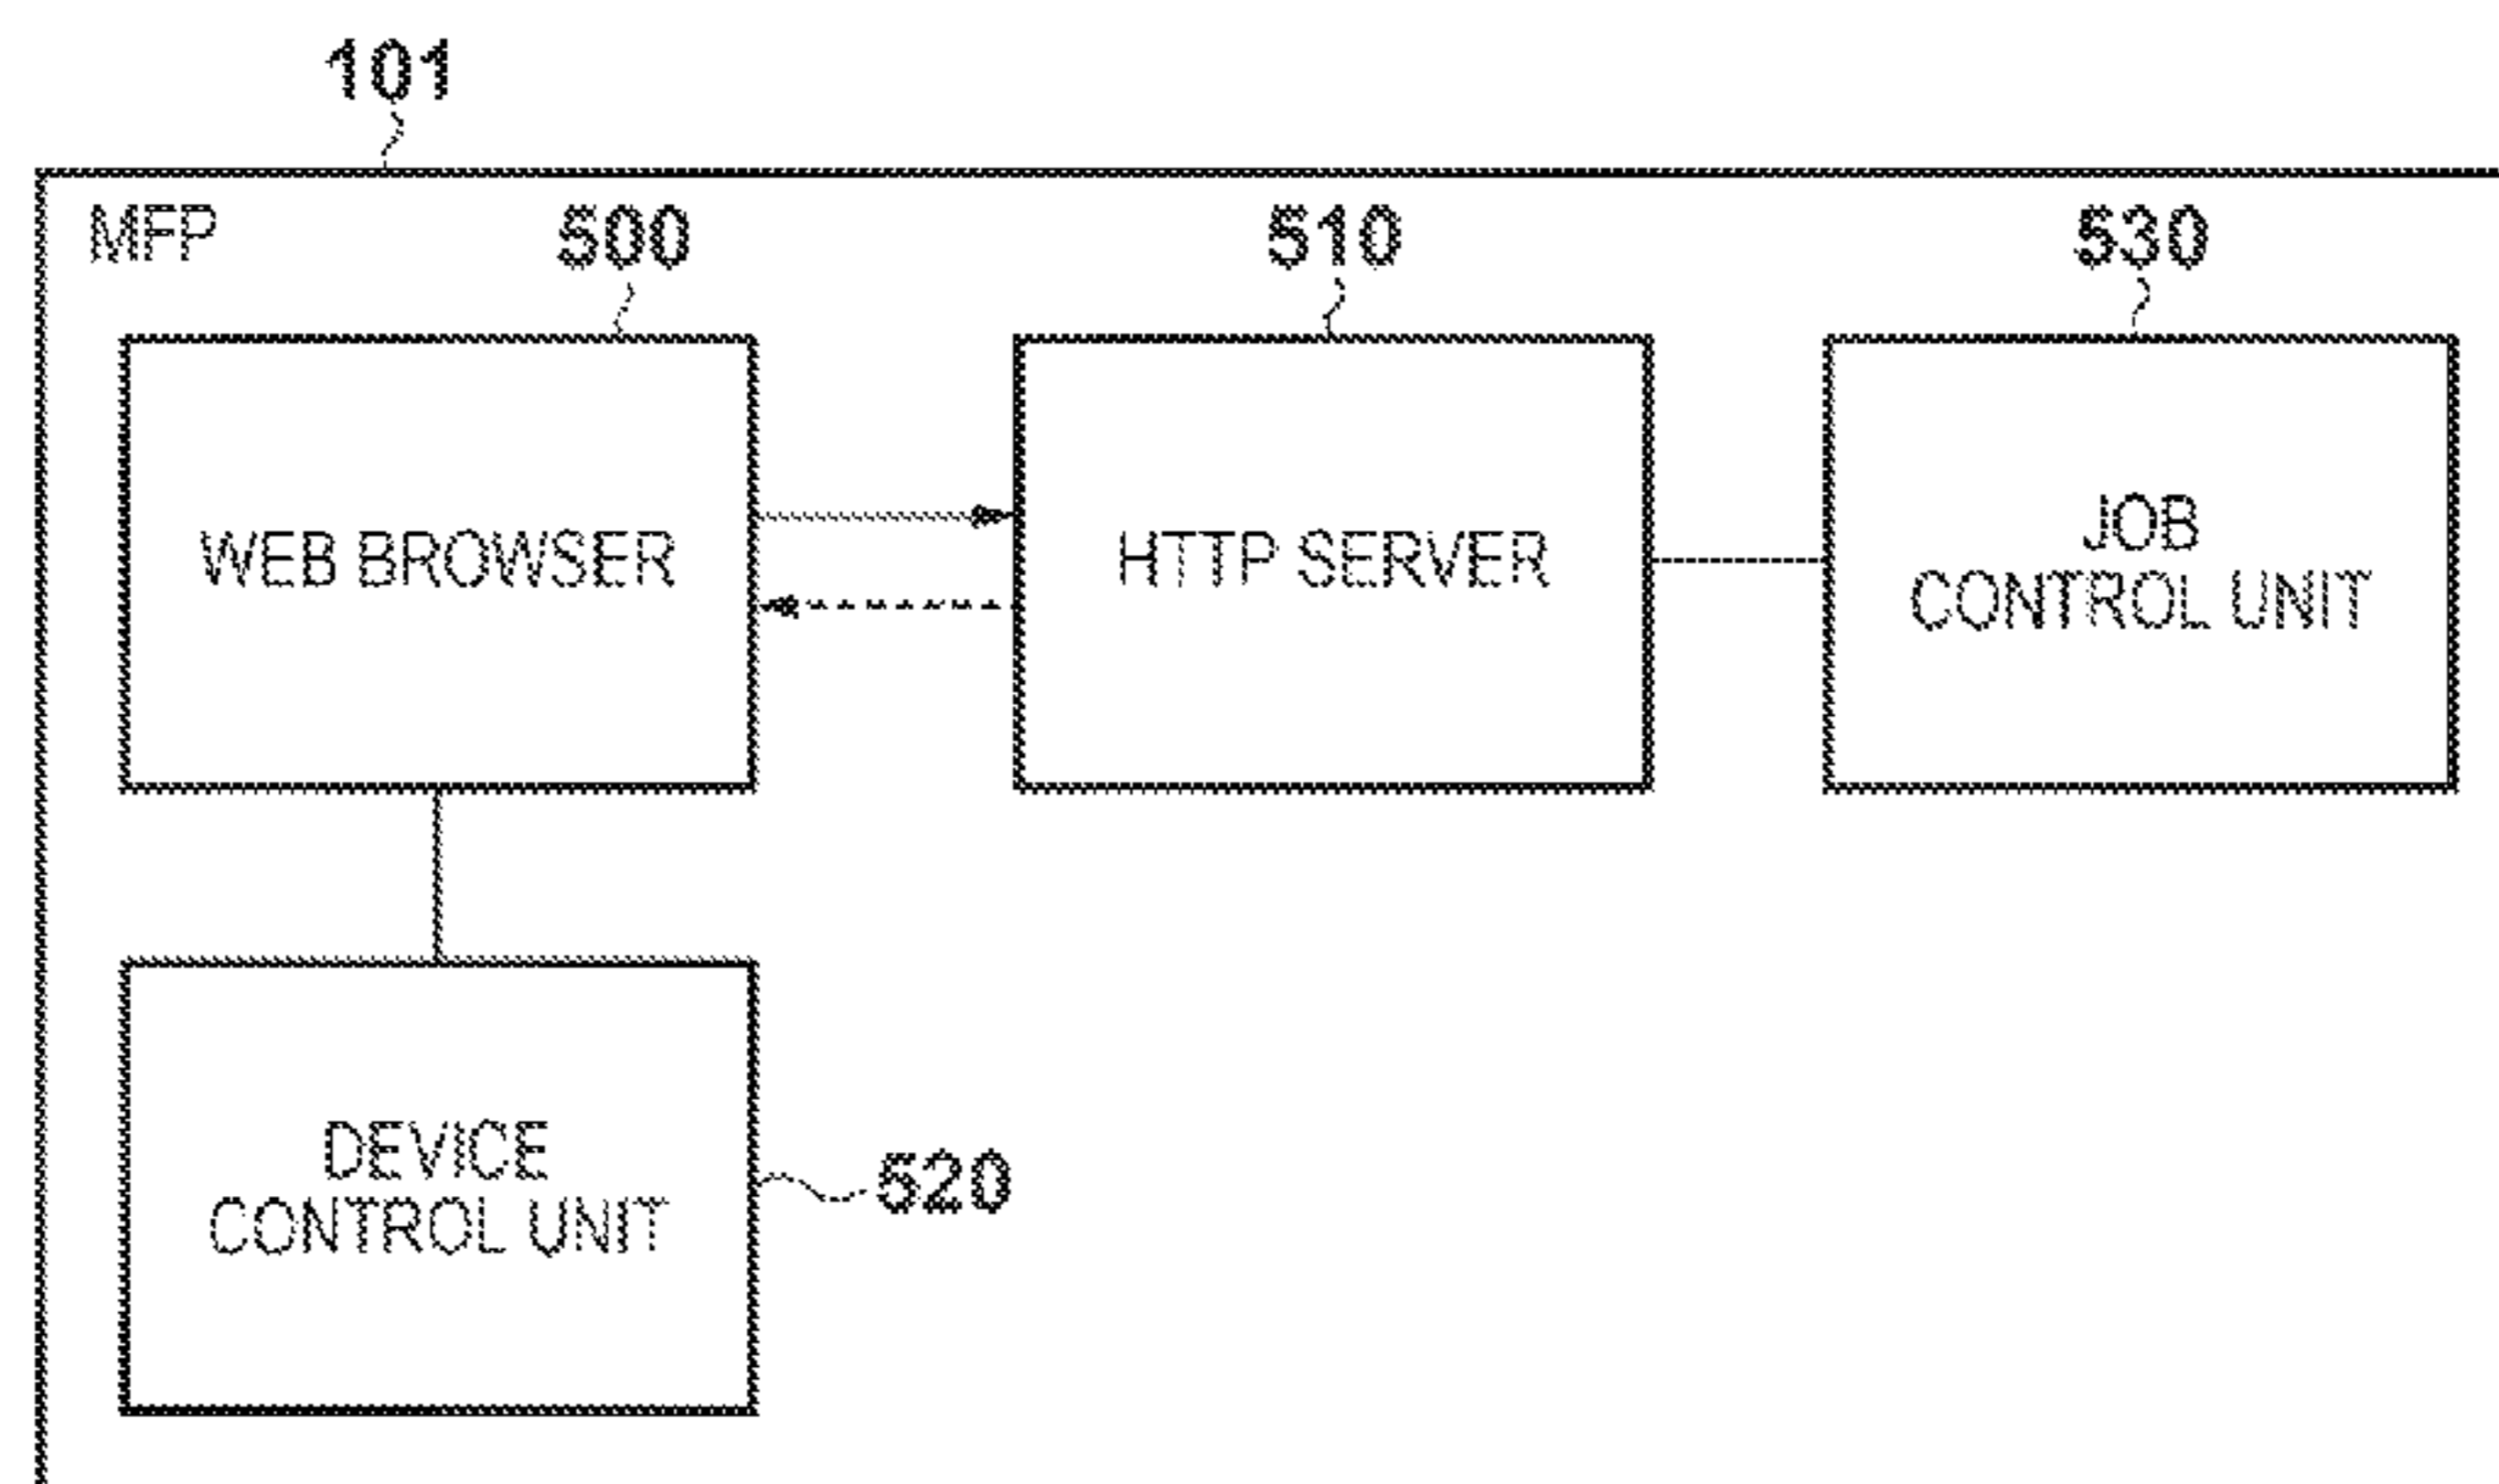 101
MFP
500
510
530
WEB BROWSER
HTTP SERVER
JOB
CONTROL UNIT
DEVICE
CONTROL UNIT
520